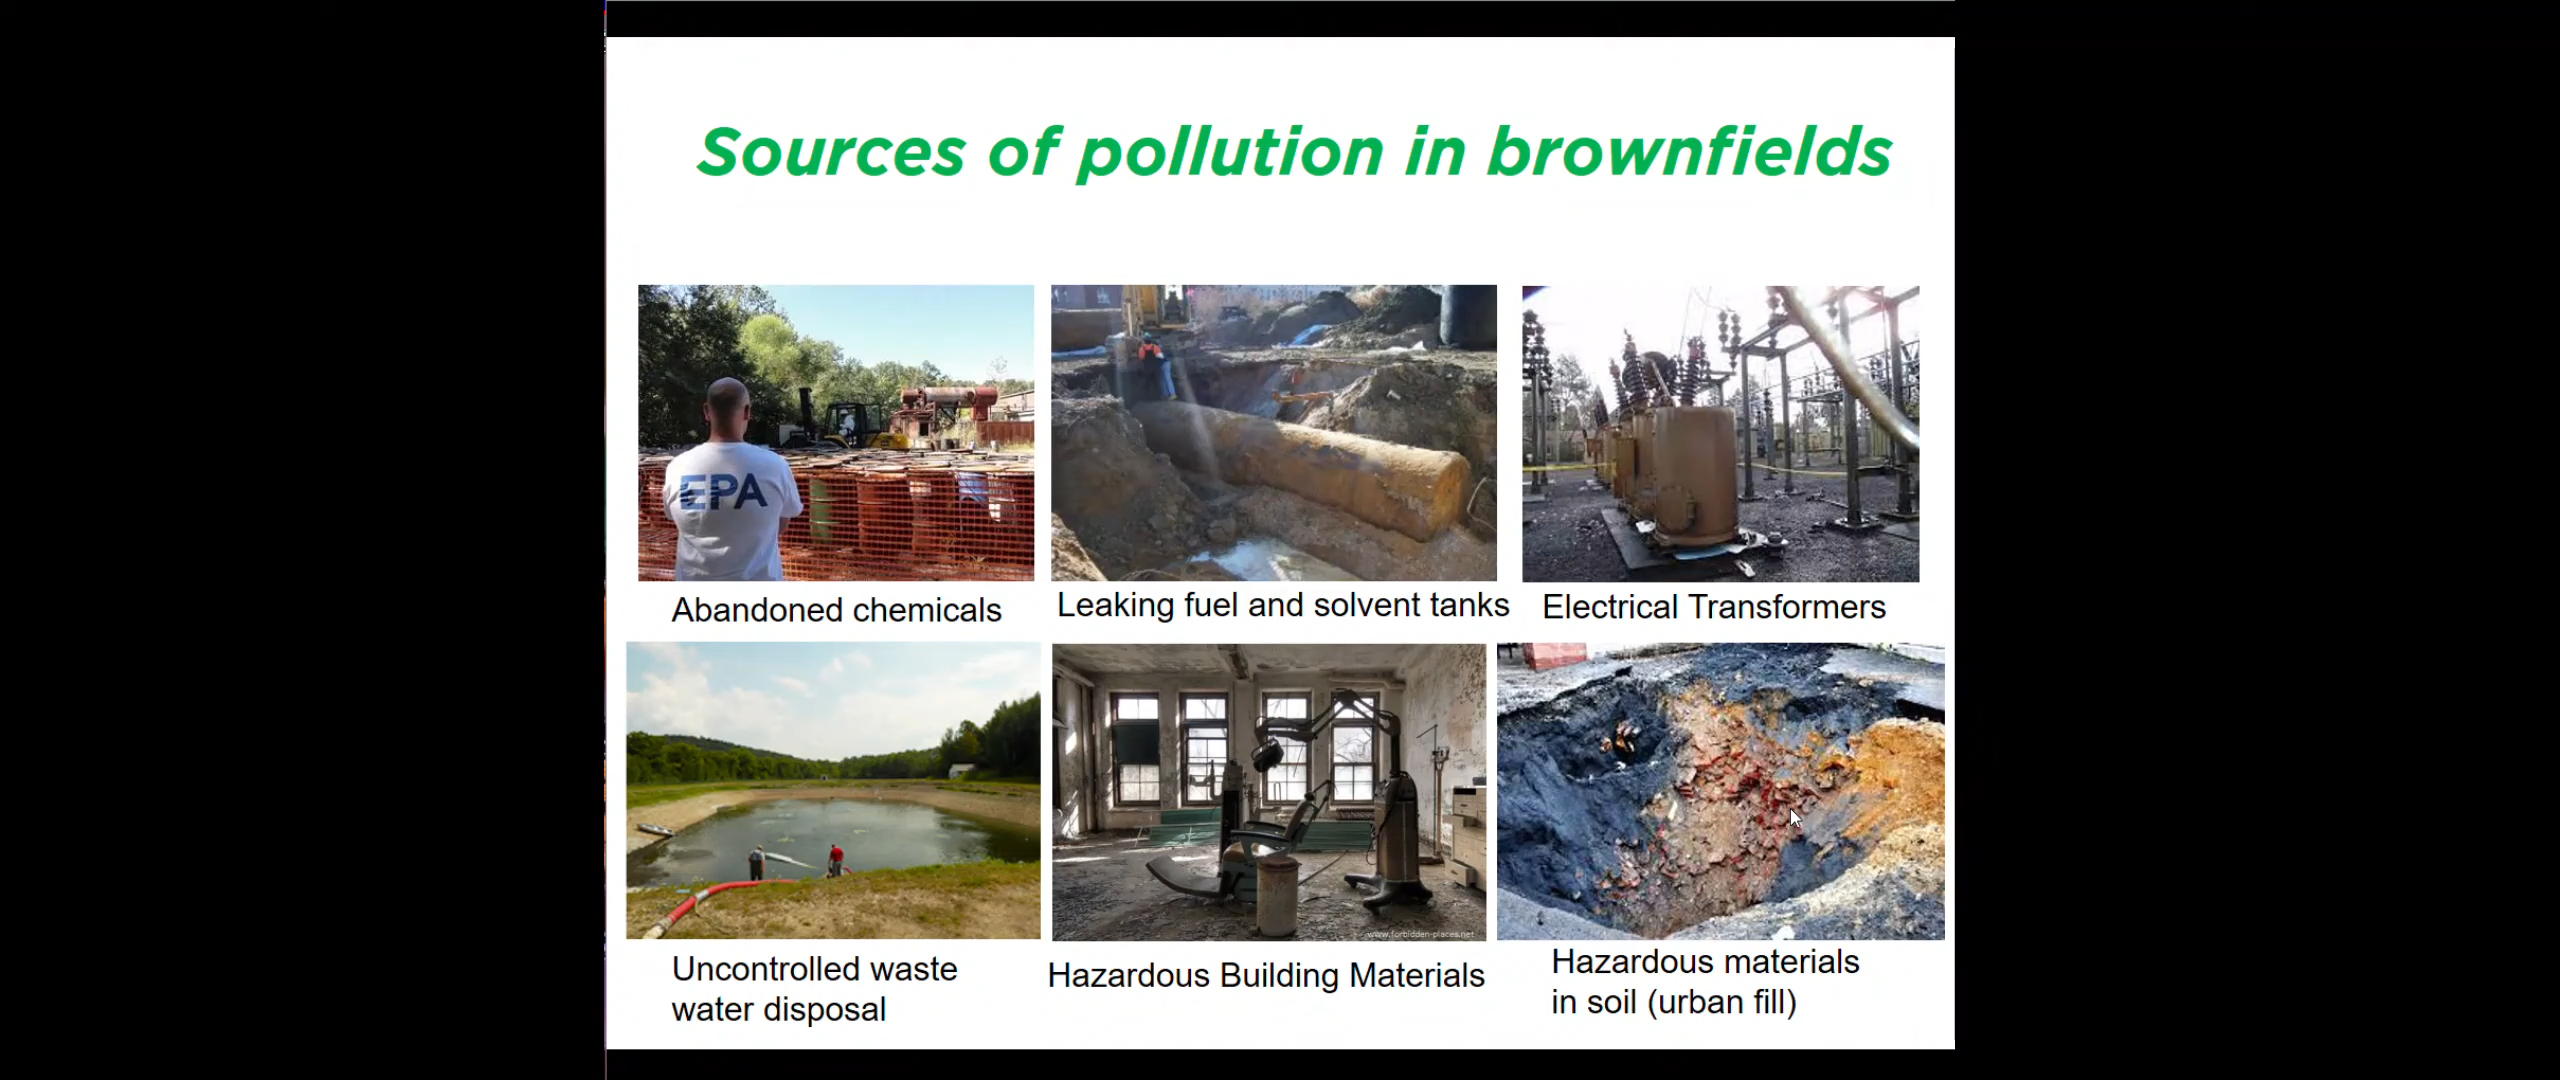 Sources of pollution in brownfields
EPA
Abandoned chemicals
Leaking fuel and solvent tanks
Electrical Transformers
www.forbidden-places.net
Uncontrolled waste
water disposal
Hazardous Building Materials
Hazardous materials
in soil (urban fill)